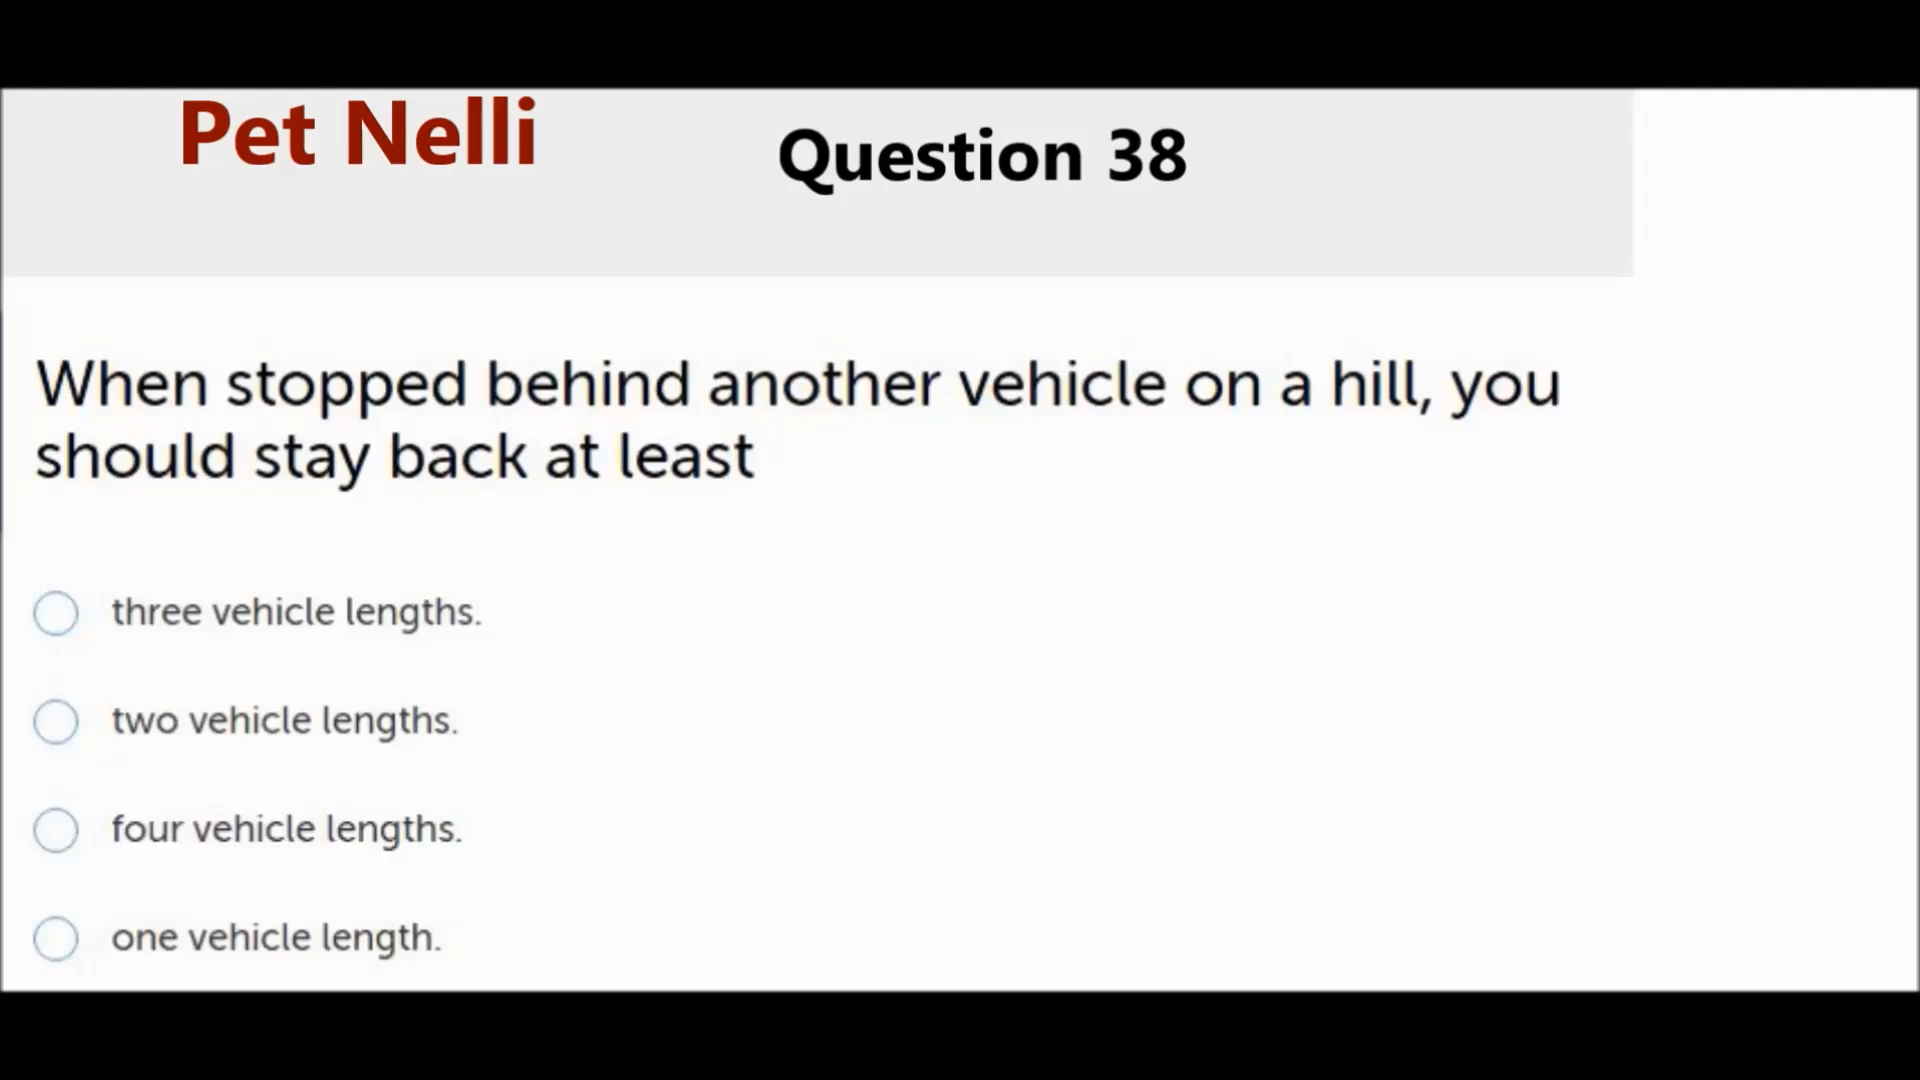 Pet Nelli
Question 38
When stopped behind another vehicle on a hill, you
should stay back at least
three vehicle lengths.
two vehicle lengths.
four vehicle lengths.
one vehicle length.